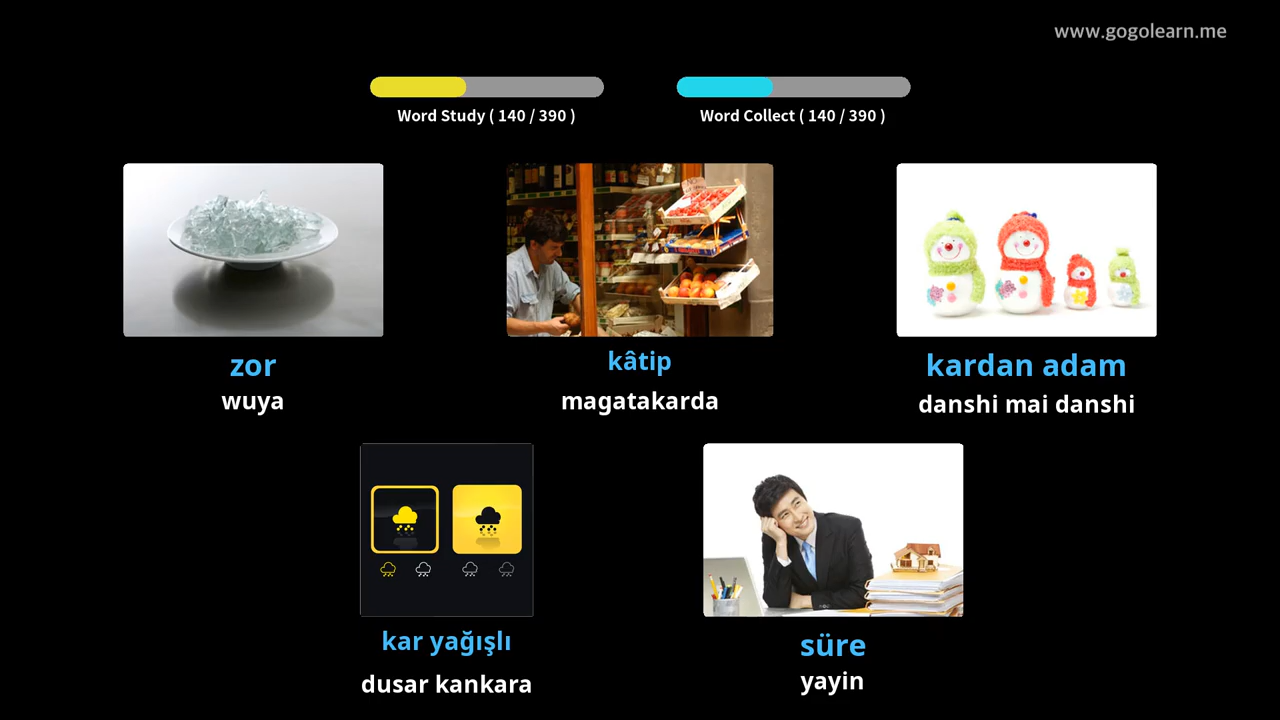 www.gogolearn.me
Word Study ( 140 / 390 )
Word Collect ( 140 / 390 )
zor
wuya
kâtip
magatakarda
kardan adam
danshi mai danshi
kar yağışlı
dusar kankara
süre
yayin